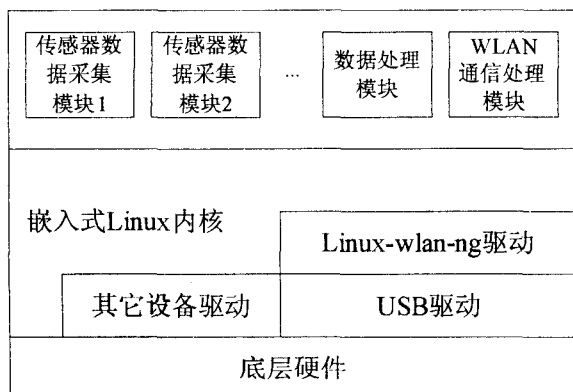 传感器数
据采集
模块1
传感器数
据采集
模块2
...
数据处理
模块
WLAN
通信处理
模块
嵌入式Linux内核
Linux-wlan-ng驱动
其它设备驱动
USB驱动
底层硬件